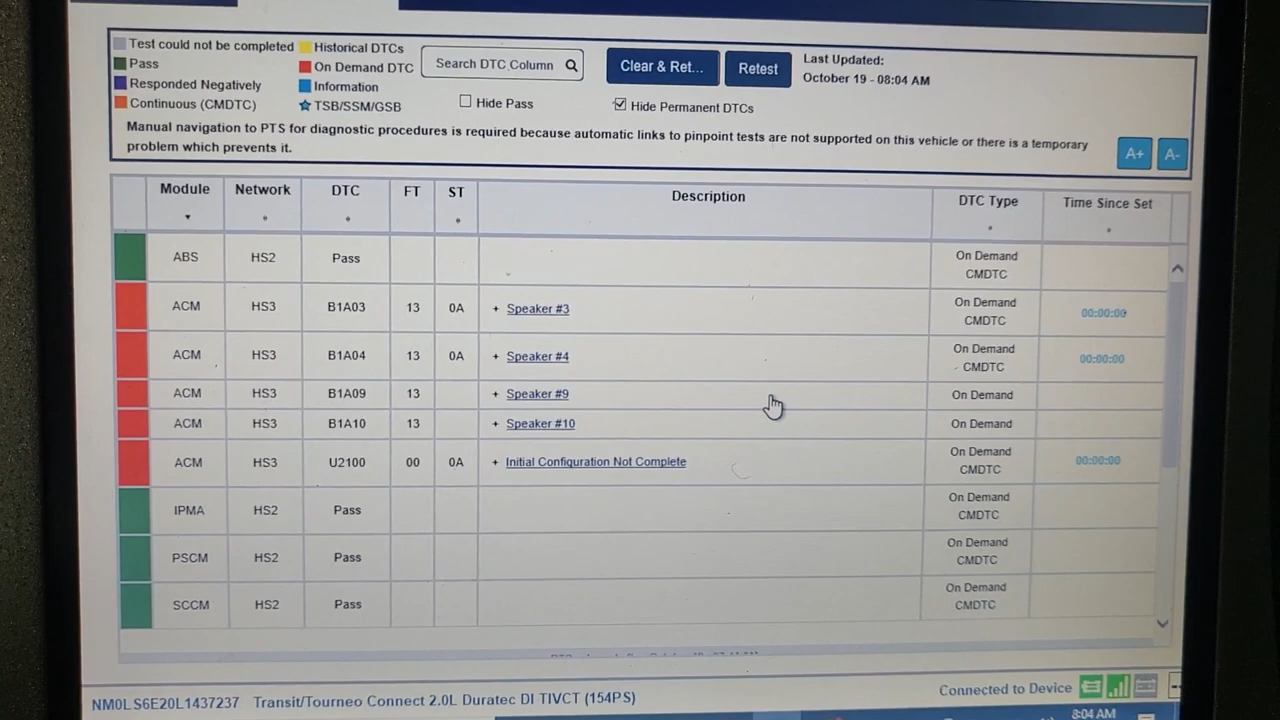 Test could not be completed
Historical DTCs
Pass
On Demand DTC
Responded Negatively
Information
Continuous (CMDTC)
TSB/SSM/GSB
Search DTC Column
Clear & Ret...
Retest
Last Updated:
October 19 - 08:04 AM
Hide Pass
Hide Permanent DTCs
Manual navigation to PTS for diagnostic procedures is required because automatic links to pinpoint tests are not supported on this vehicle or there is a temporary
problem which prevents it.
A+ A-
Module Network DTC FT ST Description DTC Type Time Since Set
ABS HS2 Pass On Demand
CMDTC
ACM HS3 B1A03 13 0A + Speaker #3 On Demand
CMDTC 00:00:00
ACM HS3 B1A04 13 0A + Speaker #4 On Demand
CMDTC 00:00:00
ACM HS3 B1A09 13 + Speaker #9 On Demand
ACM HS3 B1A10 13 + Speaker #10 On Demand
ACM HS3 U2100 00 0A + Initial Configuration Not Complete On Demand
CMDTC 00:00:00
IPMA HS2 Pass On Demand
CMDTC
PSCM HS2 Pass On Demand
CMDTC
SCCM HS2 Pass On Demand
CMDTC
NM0LS6E20L1437237 Transit/Tourneo Connect 2.0L Duratec DI TIVCT (154PS)
Connected to Device
8:04 AM